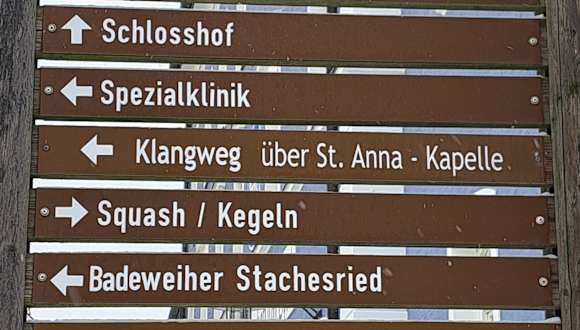 Schlosshof
Spezialklinik
Klangweg über St. Anna - Kapelle
Squash / Kegeln
Badeweiher Stachesried